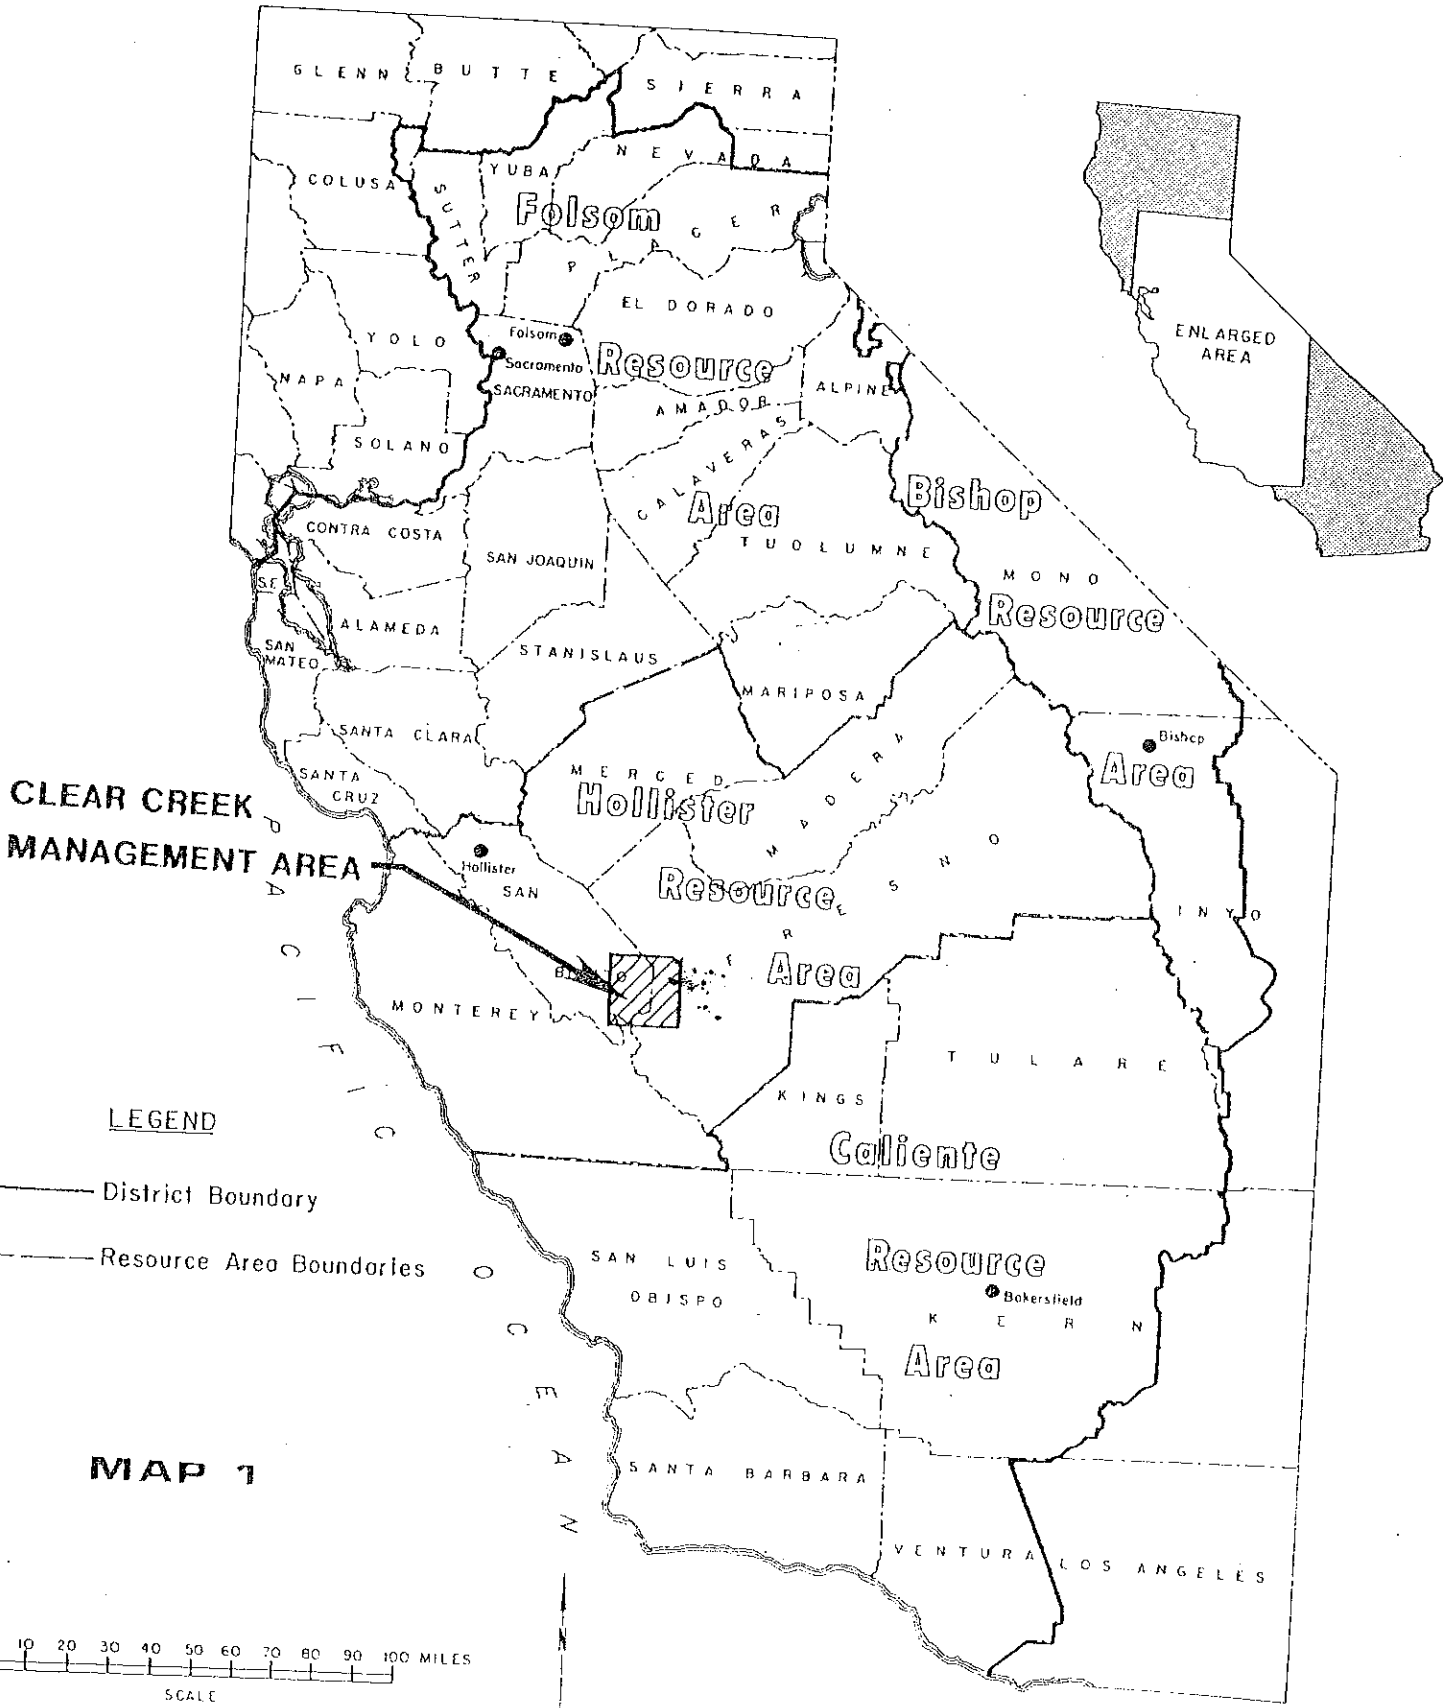 GLENN
BUTTE
SIERRA
COLUSA
SUTTER
YUBA
NEVADA
Folsom
PLACER
EL DORADO
YOLO
Folsom
Sacramento
SACRAMENTO
Resource
NAPA
AMADOR
ALPINE
SOLANO
CALAVERAS
Area
Bishop
ENLARGED
AREA
CONTRA COSTA
SAN JOAQUIN
TUOLUMNE
MONO
Resource
S.F.
ALAMEDA
SAN
MATEO
STANISLAUS
MARIPOSA
SANTA CLARA
MADERA
Bishop
Area
SANTA
CRUZ
MERCED
Hollister
CLEAR CREEK
MANAGEMENT AREA
Hollister
SAN
Resource
FRESNO
INYO
Area
MONTEREY
PACIFIC OCEAN
TULARE
KINGS
LEGEND
Caliente
District Boundary
Resource Area Boundaries
SAN LUIS
OBISPO
Resource
Bakersfield
KERN
Area
MAP 1
SANTA BARBARA
VENTURA
LOS ANGELES
10 20 30 40 50 60 70 80 90 100 MILES
SCALE
N